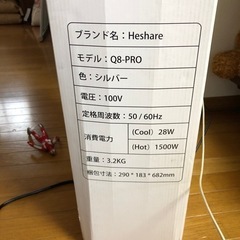 ブランド名：Heshare
モデル：Q8-PRO
色：シルバー
電圧：100V
定格周波数：50 / 60Hz
消費電力 (Cool) 28W
(Hot) 1500W
重量：3.2KG
梱包寸法：290 * 183 * 682mm